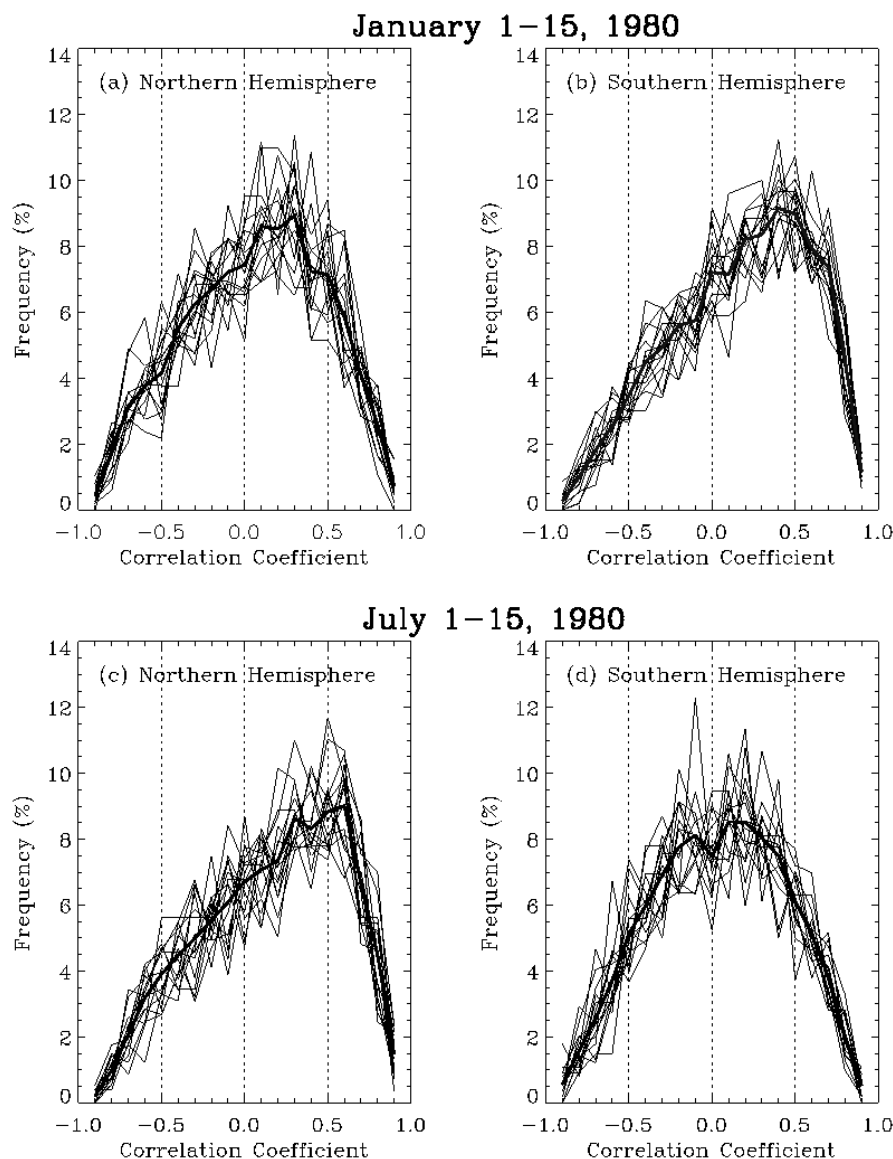 January 1−15, 1980
(a) Northern Hemisphere
(b) Southern Hemisphere
Frequency (%)
14
12
10
8
6
4
2
0
−1.0 −0.5 0.0 0.5 1.0
Correlation Coefficient
Frequency (%)
14
12
10
8
6
4
2
0
−1.0 −0.5 0.0 0.5 1.0
Correlation Coefficient
July 1−15, 1980
(c) Northern Hemisphere
(d) Southern Hemisphere
Frequency (%)
14
12
10
8
6
4
2
0
−1.0 −0.5 0.0 0.5 1.0
Correlation Coefficient
Frequency (%)
14
12
10
8
6
4
2
0
−1.0 −0.5 0.0 0.5 1.0
Correlation Coefficient